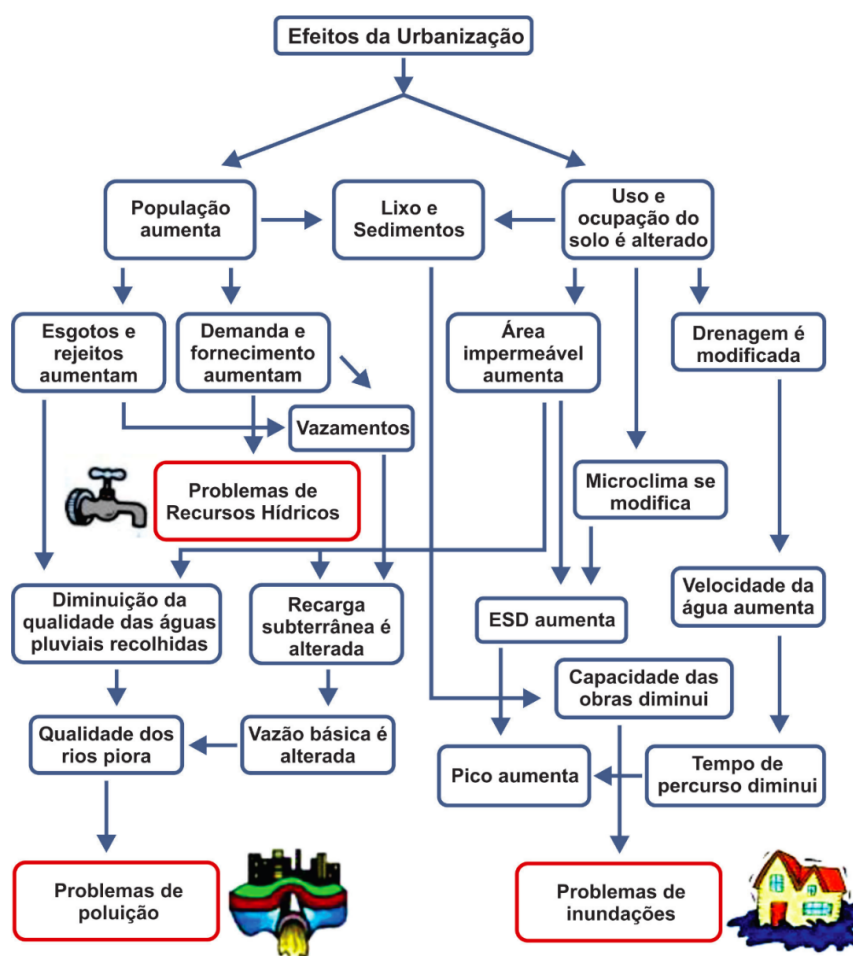 Efeitos da Urbanização
População
aumenta
Lixo e
Sedimentos
Uso e
ocupação do
solo é alterado
Esgotos e
rejeitos
aumentam
Demanda e
fornecimento
aumentam
Área
impermeável
aumenta
Drenagem é
modificada
Vazamentos
Problemas de
Recursos Hídricos
Microclima se
modifica
Diminuição da
qualidade das águas
pluviais recolhidas
Recarga
subterrânea é
alterada
ESD aumenta
Velocidade da
água aumenta
Capacidade das
obras diminui
Qualidade dos
rios piora
Vazão básica é
alterada
Pico aumenta
Tempo de
percurso diminui
Problemas de
poluição
Problemas de
inundações